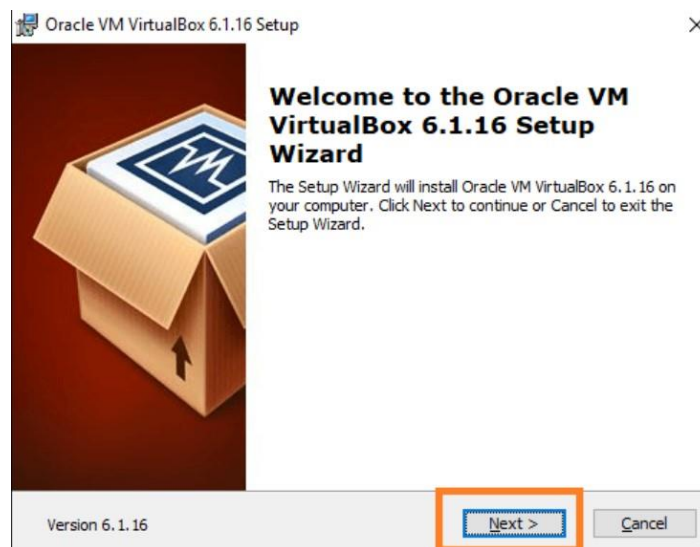 Oracle VM VirtualBox 6.1.16 Setup
Welcome to the Oracle VM
VirtualBox 6.1.16 Setup
Wizard
The Setup Wizard will install Oracle VM VirtualBox 6.1.16 on
your computer. Click Next to continue or Cancel to exit the
Setup Wizard.
Version 6.1.16
Next >
Cancel